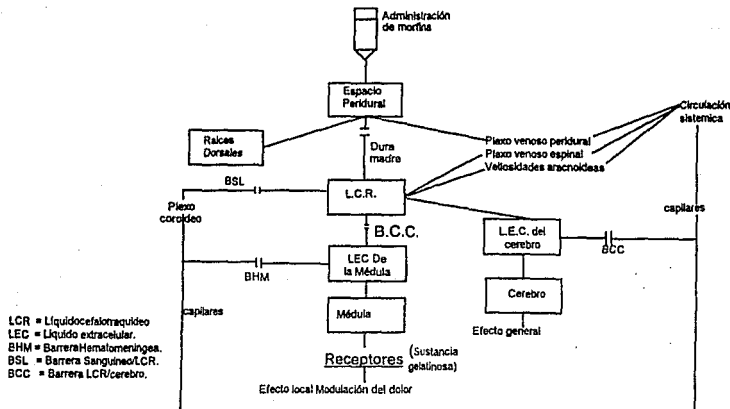 Administración
de morfina
Espacio
Peridural
Circulación
sistemica
Raices
Dorsales
Dura
madre
Plexo venoso peridural
Plexo venoso espinal
Vellosidades aracnoideas
BSL
L.C.R.
Plexo
coroideo
capilares
B.C.C.
L.E.C. del
cerebro
BCC
LEC De
la Médula
BHM
Cerebro
capilares
Médula
Efecto general
LCR = Líquidocefalorraquídeo
LEC = Liquido extracelular.
BHM = BarreraHematomeningea.
BSL = Barrera Sanguíneo/LCR.
BCC = Barrera LCR/cerebro.
Receptores (Sustancia
gelatinosa)
Efecto local Modulación del dolor